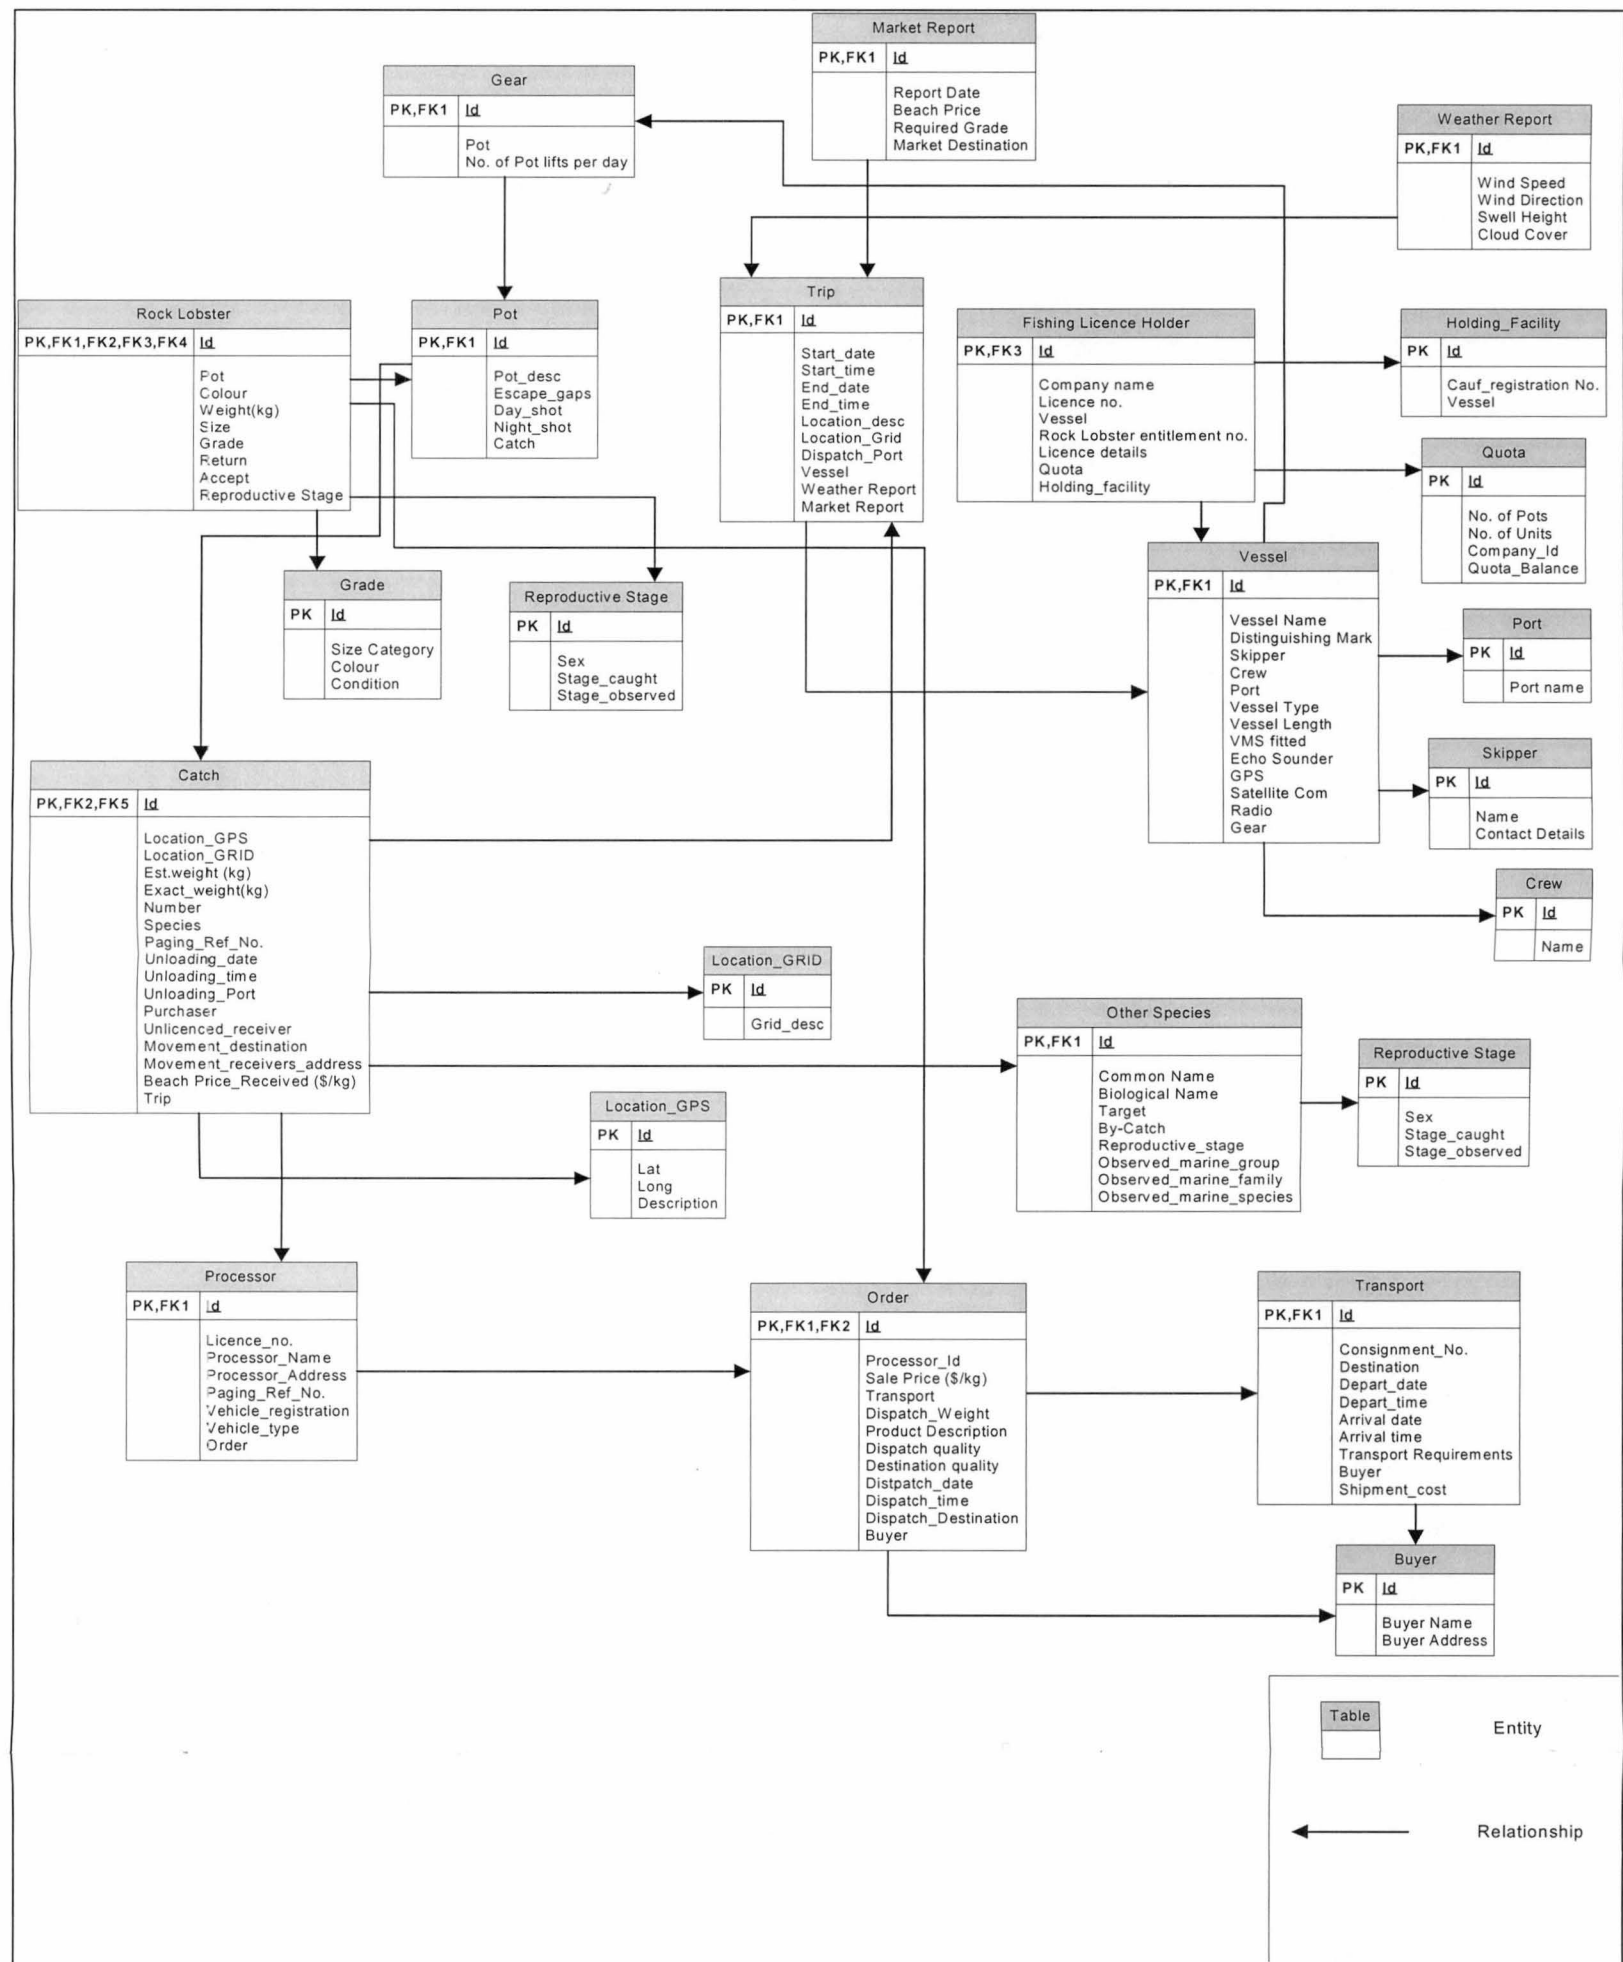 Market Report
PK,FK1 Id
Report Date
Beach Price
Required Grade
Market Destination
Gear
PK,FK1 Id
Pot
No. of Pot lifts per day
Weather Report
PK,FK1 Id
Wind Speed
Wind Direction
Swell Height
Cloud Cover
Rock Lobster
PK,FK1,FK2,FK3,FK4 Id
Pot
Colour
Weight(kg)
Size
Grade
Return
Accept
Reproductive Stage
Pot
PK,FK1 Id
Pot_desc
Escape_gaps
Day_shot
Night_shot
Catch
Trip
PK,FK1 Id
Start_date
Start_time
End_date
End_time
Location_desc
Location_Grid
Dispatch_Port
Vessel
Weather Report
Market Report
Fishing Licence Holder
PK,FK3 Id
Company name
Licence no.
Vessel
Rock Lobster entitlement no.
Licence details
Quota
Holding_facility
Holding_Facility
PK Id
Cauf_registration No.
Vessel
Quota
PK Id
No. of Pots
No. of Units
Company_Id
Quota_Balance
Grade
PK Id
Size Category
Colour
Condition
Reproductive Stage
PK Id
Sex
Stage_caught
Stage_observed
Vessel
PK,FK1 Id
Vessel Name
Distinguishing Mark
Skipper
Crew
Port
Vessel Type
Vessel Length
VMS fitted
Echo Sounder
GPS
Satellite Com
Radio
Gear
Port
PK Id
Port name
Skipper
PK Id
Name
Contact Details
Crew
PK Id
Name
Catch
PK,FK2,FK5 Id
Location_GPS
Location_GRID
Est.weight (kg)
Exact_weight(kg)
Number
Species
Paging_Ref_No.
Unloading_date
Unloading_time
Unloading_Port
Purchaser
Unlicenced_receiver
Movement_destination
Movement_receivers_address
Beach Price_Received ($/kg)
Trip
Location_GRID
PK Id
Grid_desc
Location_GPS
PK Id
Lat
Long
Description
Other Species
PK,FK1 Id
Common Name
Biological Name
Target
By-Catch
Reproductive_stage
Observed_marine_group
Observed_marine_family
Observed_marine_species
Reproductive Stage
PK Id
Sex
Stage_caught
Stage_observed
Processor
PK,FK1 Id
Licence_no.
Processor_Name
Processor_Address
Paging_Ref_No.
Vehicle_registration
Vehicle_type
Order
Order
PK,FK1,FK2 Id
Processor_Id
Sale Price ($/kg)
Transport
Dispatch_Weight
Product Description
Dispatch quality
Destination quality
Distpatch_date
Dispatch_time
Dispatch_Destination
Buyer
Transport
PK,FK1 Id
Consignment_No.
Destination
Depart_date
Depart_time
Arrival date
Arrival time
Transport Requirements
Buyer
Shipment_cost
Buyer
PK Id
Buyer Name
Buyer Address
Table
Entity
Relationship